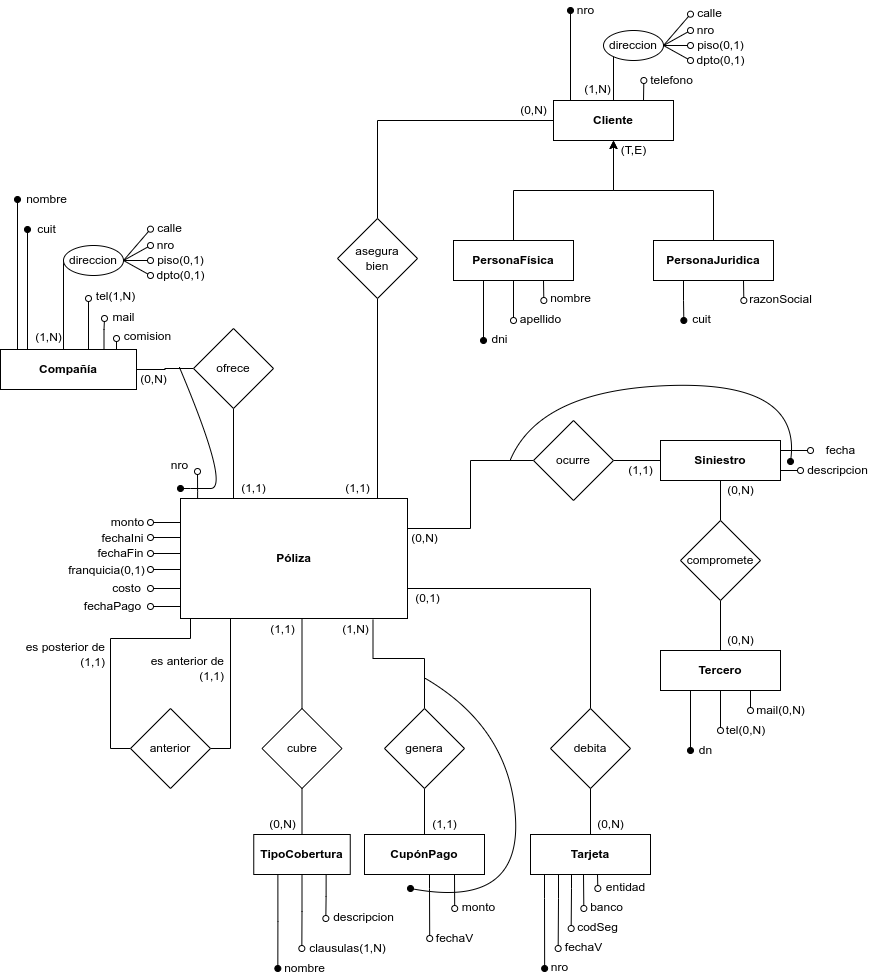 nro
calle
nro
piso(0,1)
dpto(0,1)
direccion
telefono
(1,N)
(0,N)
Cliente
(T,E)
asegura
bien
PersonaFísica
PersonaJuridica
nombre
apellido
dni
razonSocial
cuit
nombre
cuit
direccion
calle
nro
piso(0,1)
dpto(0,1)
tel(1,N)
mail
comision
(1,N)
Compañía
(0,N)
ofrece
nro
(1,1)
(1,1)
ocurre
(1,1)
Siniestro
fecha
descripcion
(0,N)
compromete
(0,N)
Tercero
mail(0,N)
tel(0,N)
dn
monto
fechaIni
fechaFin
franquicia(0,1)
costo
fechaPago
Póliza
(0,N)
(0,1)
es posterior de
(1,1)
es anterior de
(1,1)
(1,1)
(1,N)
anterior
cubre
genera
debita
(0,N)
(1,1)
(0,N)
TipoCobertura
CupónPago
Tarjeta
descripcion
clausulas(1,N)
nombre
monto
fechaV
entidad
banco
codSeg
fechaV
nro